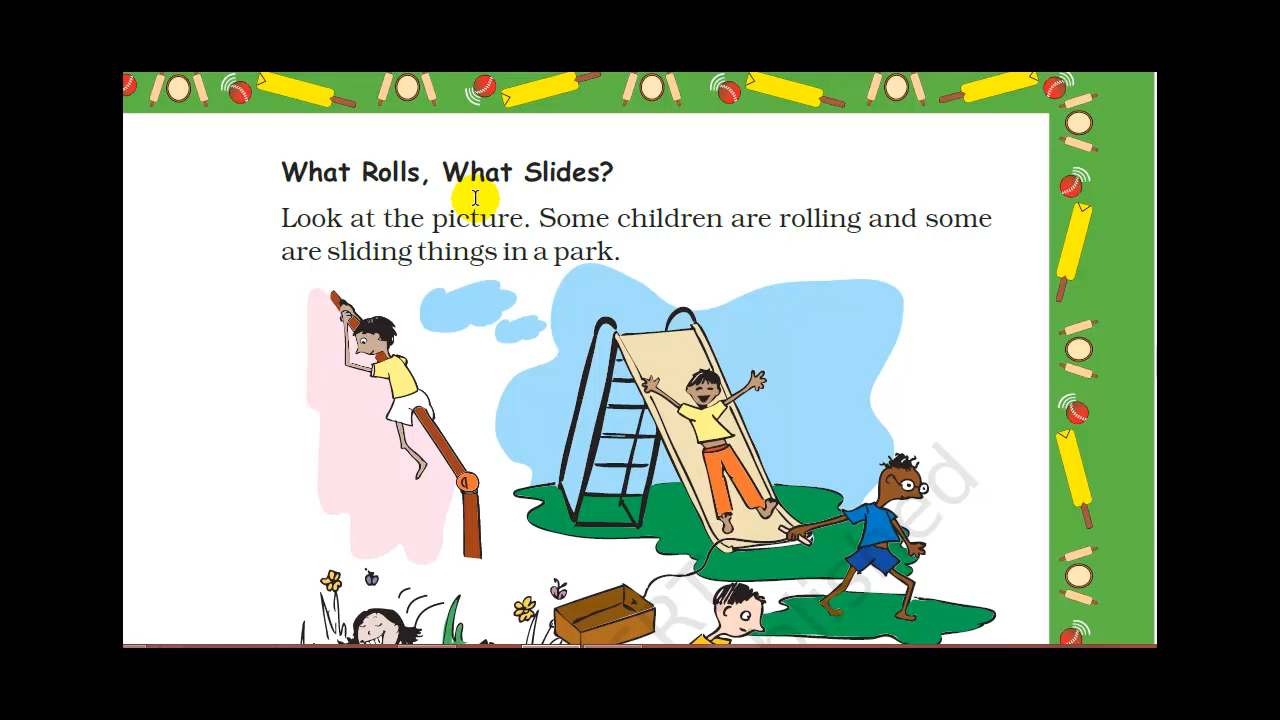 What Rolls, What Slides?
Look at the picture. Some children are rolling and some
are sliding things in a park.